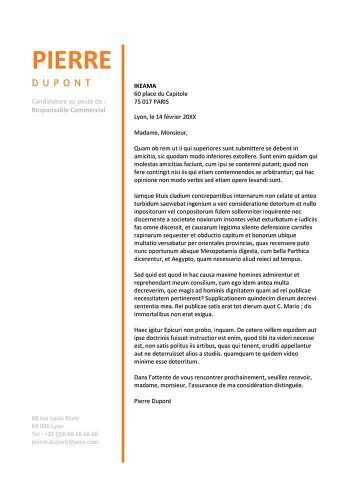 PIERRE
DUPONT
Candidature au poste de :
Responsable Commercial
IKEAMA
60 place du Capitole
75 017 PARIS
Lyon, le 14 février 20XX
Madame, Monsieur,
Quam ob rem ut ii qui superiores sunt submittere se debent in
amicitia, sic quodam modo inferiores extollere. Sunt enim quidam qui
molestas amicitias faciunt, cum ipsi se contemni putant; quod non
fere contingit nisi iis qui etiam contemnendos se arbitrantur; qui hac
opinione non modo verbis sed etiam opere levandi sunt.
Iamque lituis cladium concrepantibus internarum non celate ut antea
turbidum saeviebat ingenium a veri consideratione detortum et nullo
inpositorum vel conpositorum fidem sollemniter inquirente nec
discernente a societate noxiorum insontes velut exturbatum e iudiciis
fas omne discessit, et causarum legitima silente defensione carnifex
rapinarum sequester et obductio capitum et bonorum ubique
multatio versabatur per orientales provincias, quas recensere puto
nunc oportunum absque Mesopotamia digesta, cum bella Parthica
dicerentur, et Aegypto, quam necessario aliud reieci ad tempus.
Sed quid est quod in hac causa maxime homines admirentur et
reprehendant meum consilium, cum ego idem antea multa
decreverim, que magis ad hominis dignitatem quam ad rei publicae
necessitatem pertinerent? Supplicationem quindecim dierum decrevi
sententia mea. Rei publicae satis erat tot dierum quot C. Mario ; dis
immortalibus non erat exigua.
Haec igitur Epicuri non probo, inquam. De cetero vellem equidem aut
ipse doctrinis fuisset instructior est enim, quod tibi ita videri necesse
est, non satis politus iis artibus, quas qui tenent, eruditi appellantur
aut ne deterruisset alios a studiis. quamquam te quidem video
minime esse deterritum.
Dans l'attente de vous rencontrer prochainement, veuillez recevoir,
madame, monsieur, l'assurance de ma considération distinguée.
Pierre Dupont
60 rue Louis Blanc
69 006 Lyon
Tel : +33 (0)6 66 66 66 66
pierre.dupont@xxxx.com